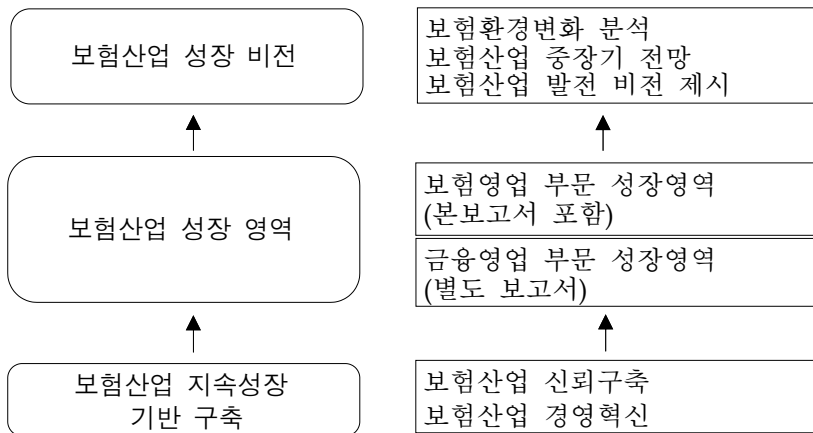 보험산업 성장 비전
보험환경변화 분석
보험산업 중장기 전망
보험산업 발전 비전 제시
보험산업 성장 영역
보험영업 부문 성장영역
(본보고서 포함)
금융영업 부문 성장영역
(별도 보고서)
보험산업 지속성장
기반 구축
보험산업 신뢰구축
보험산업 경영혁신